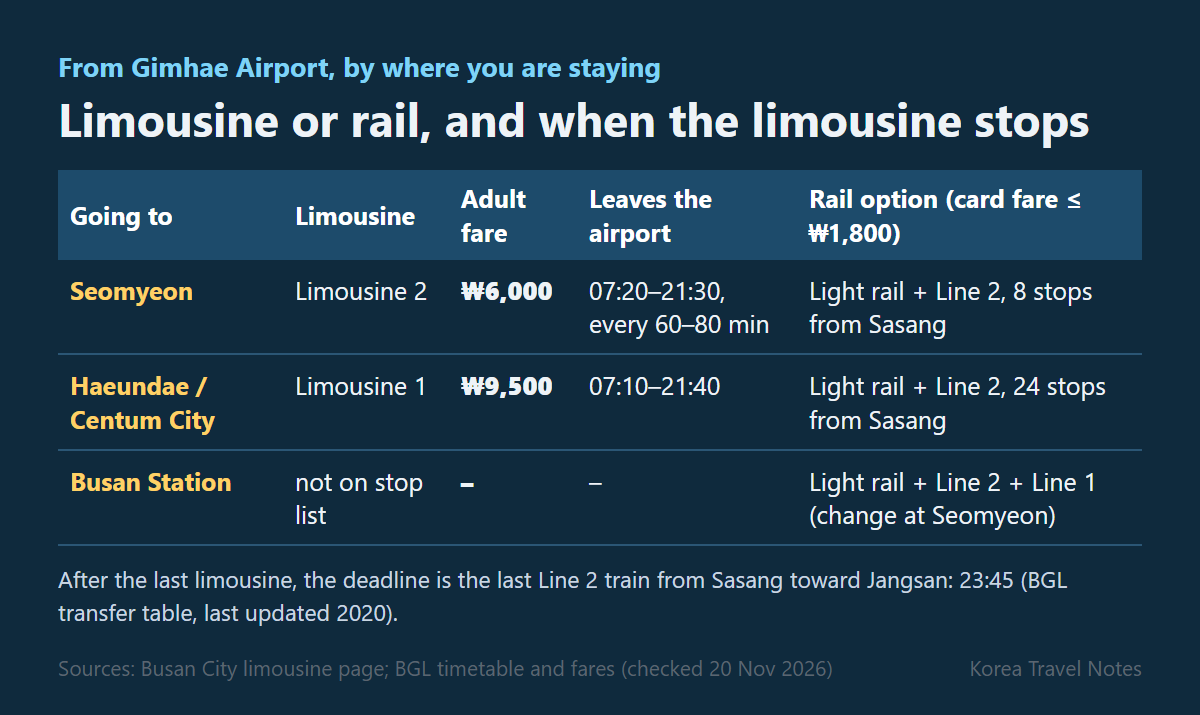 From Gimhae Airport, by where you are staying
Limousine or rail, and when the limousine stops
Going to
Limousine
Adult
fare
Leaves the
airport
Rail option (card fare ≤
₩1,800)
Seomyeon
Limousine 2
₩6,000
07:20–21:30,
every 60–80 min
Light rail + Line 2, 8 stops
from Sasang
Haeundae /
Centum City
Limousine 1
₩9,500
07:10–21:40
Light rail + Line 2, 24 stops
from Sasang
Busan Station
not on stop
list
–
–
Light rail + Line 2 + Line 1
(change at Seomyeon)
After the last limousine, the deadline is the last Line 2 train from Sasang toward Jangsan: 23:45 (BGL
transfer table, last updated 2020).
Sources: Busan City limousine page; BGL timetable and fares (checked 20 Nov 2026)
Korea Travel Notes